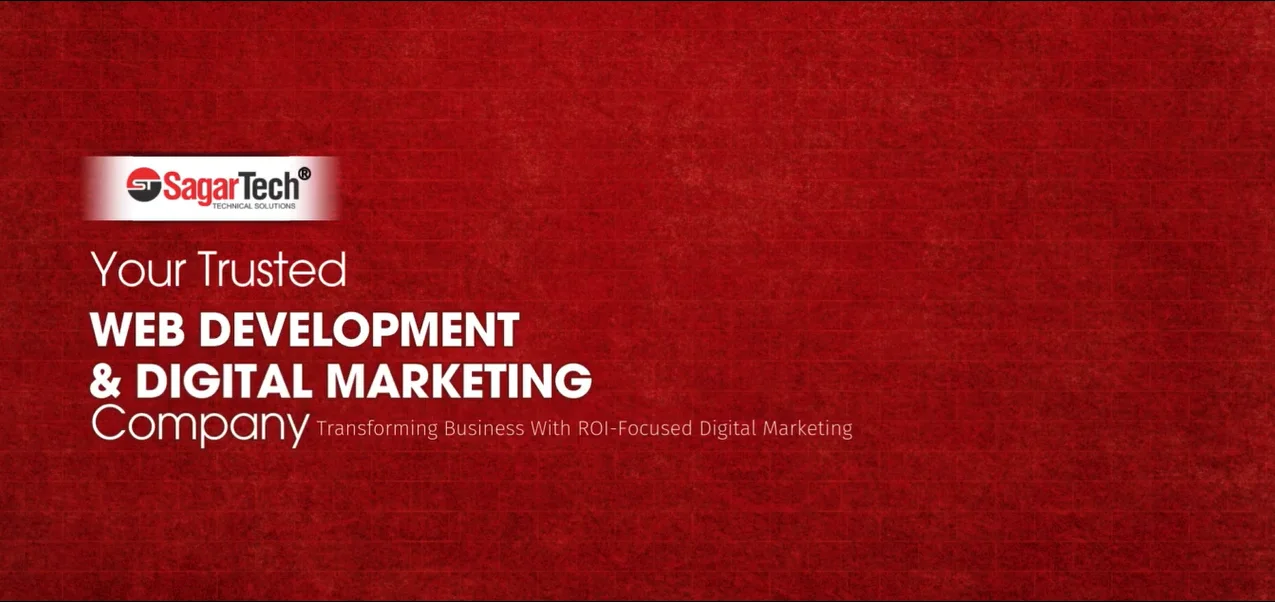 ST SagarTech®
TECHNICAL SOLUTIONS
Your Trusted
WEB DEVELOPMENT
& DIGITAL MARKETING
Company Transforming Business With ROI-Focused Digital Marketing